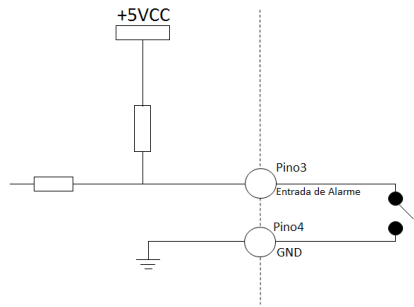 +5VCC
Pino3
Entrada de Alarme
Pino4
GND